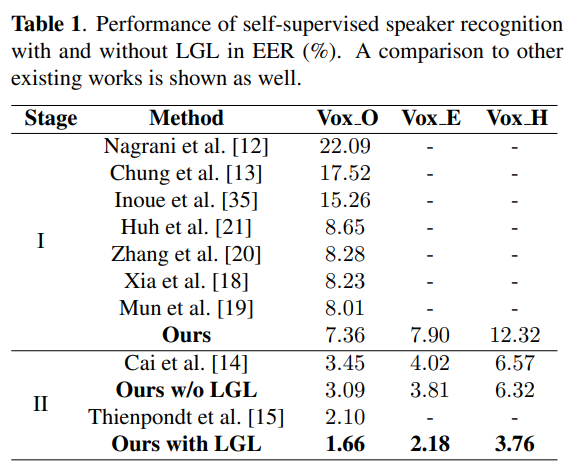 Table 1. Performance of self-supervised speaker recognition
with and without LGL in EER (%). A comparison to other
existing works is shown as well.
Stage Method Vox_O Vox_E Vox_H
Nagrani et al. [12] 22.09 - -
Chung et al. [13] 17.52 - -
Inoue et al. [35] 15.26 - -
Huh et al. [21] 8.65 - -
I
Zhang et al. [20] 8.28 - -
Xia et al. [18] 8.23 - -
Mun et al. [19] 8.01 - -
Ours 7.36 7.90 12.32
Cai et al. [14] 3.45 4.02 6.57
Ours w/o LGL 3.09 3.81 6.32
II
Thienpondt et al. [15] 2.10 - -
Ours with LGL 1.66 2.18 3.76